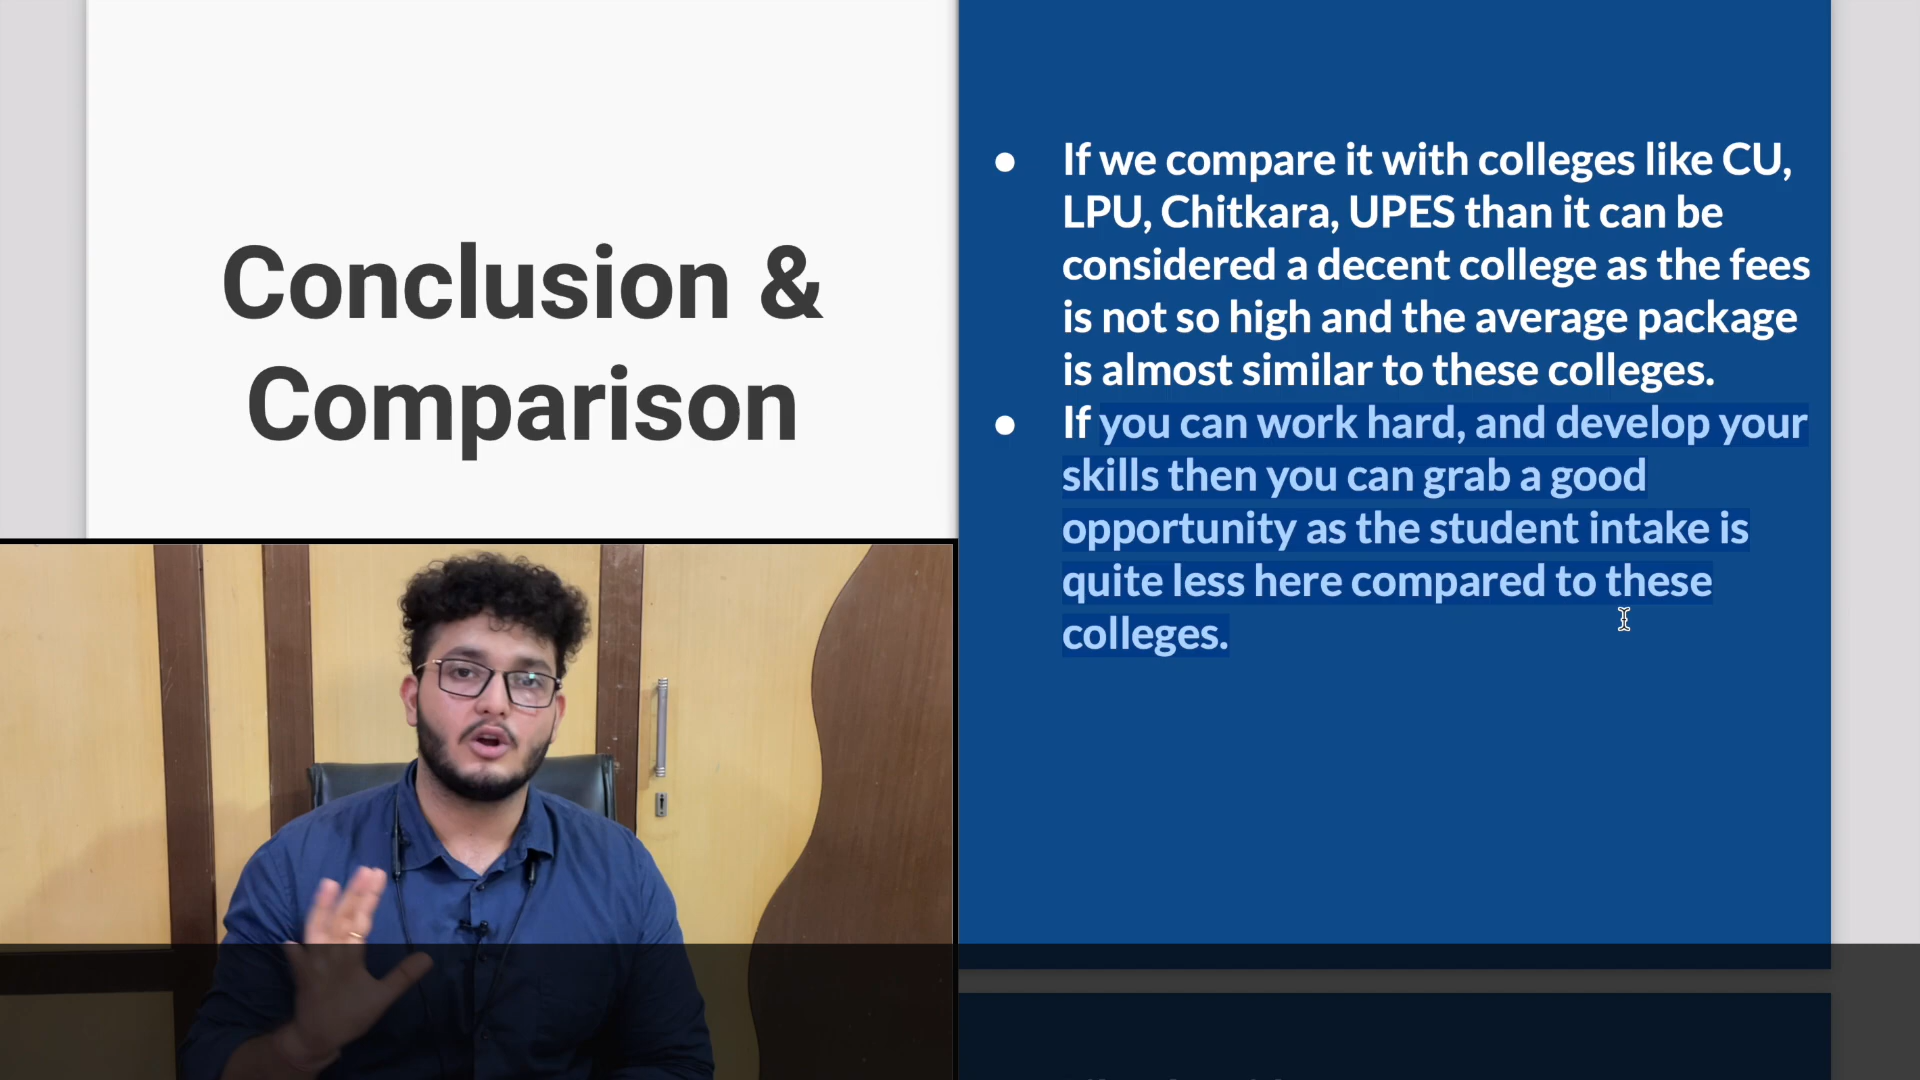 Conclusion &
Comparison
● If we compare it with colleges like CU,
LPU, Chitkara, UPES than it can be
considered a decent college as the fees
is not so high and the average package
is almost similar to these colleges.
● If you can work hard, and develop your
skills then you can grab a good
opportunity as the student intake is
quite less here compared to these
colleges.